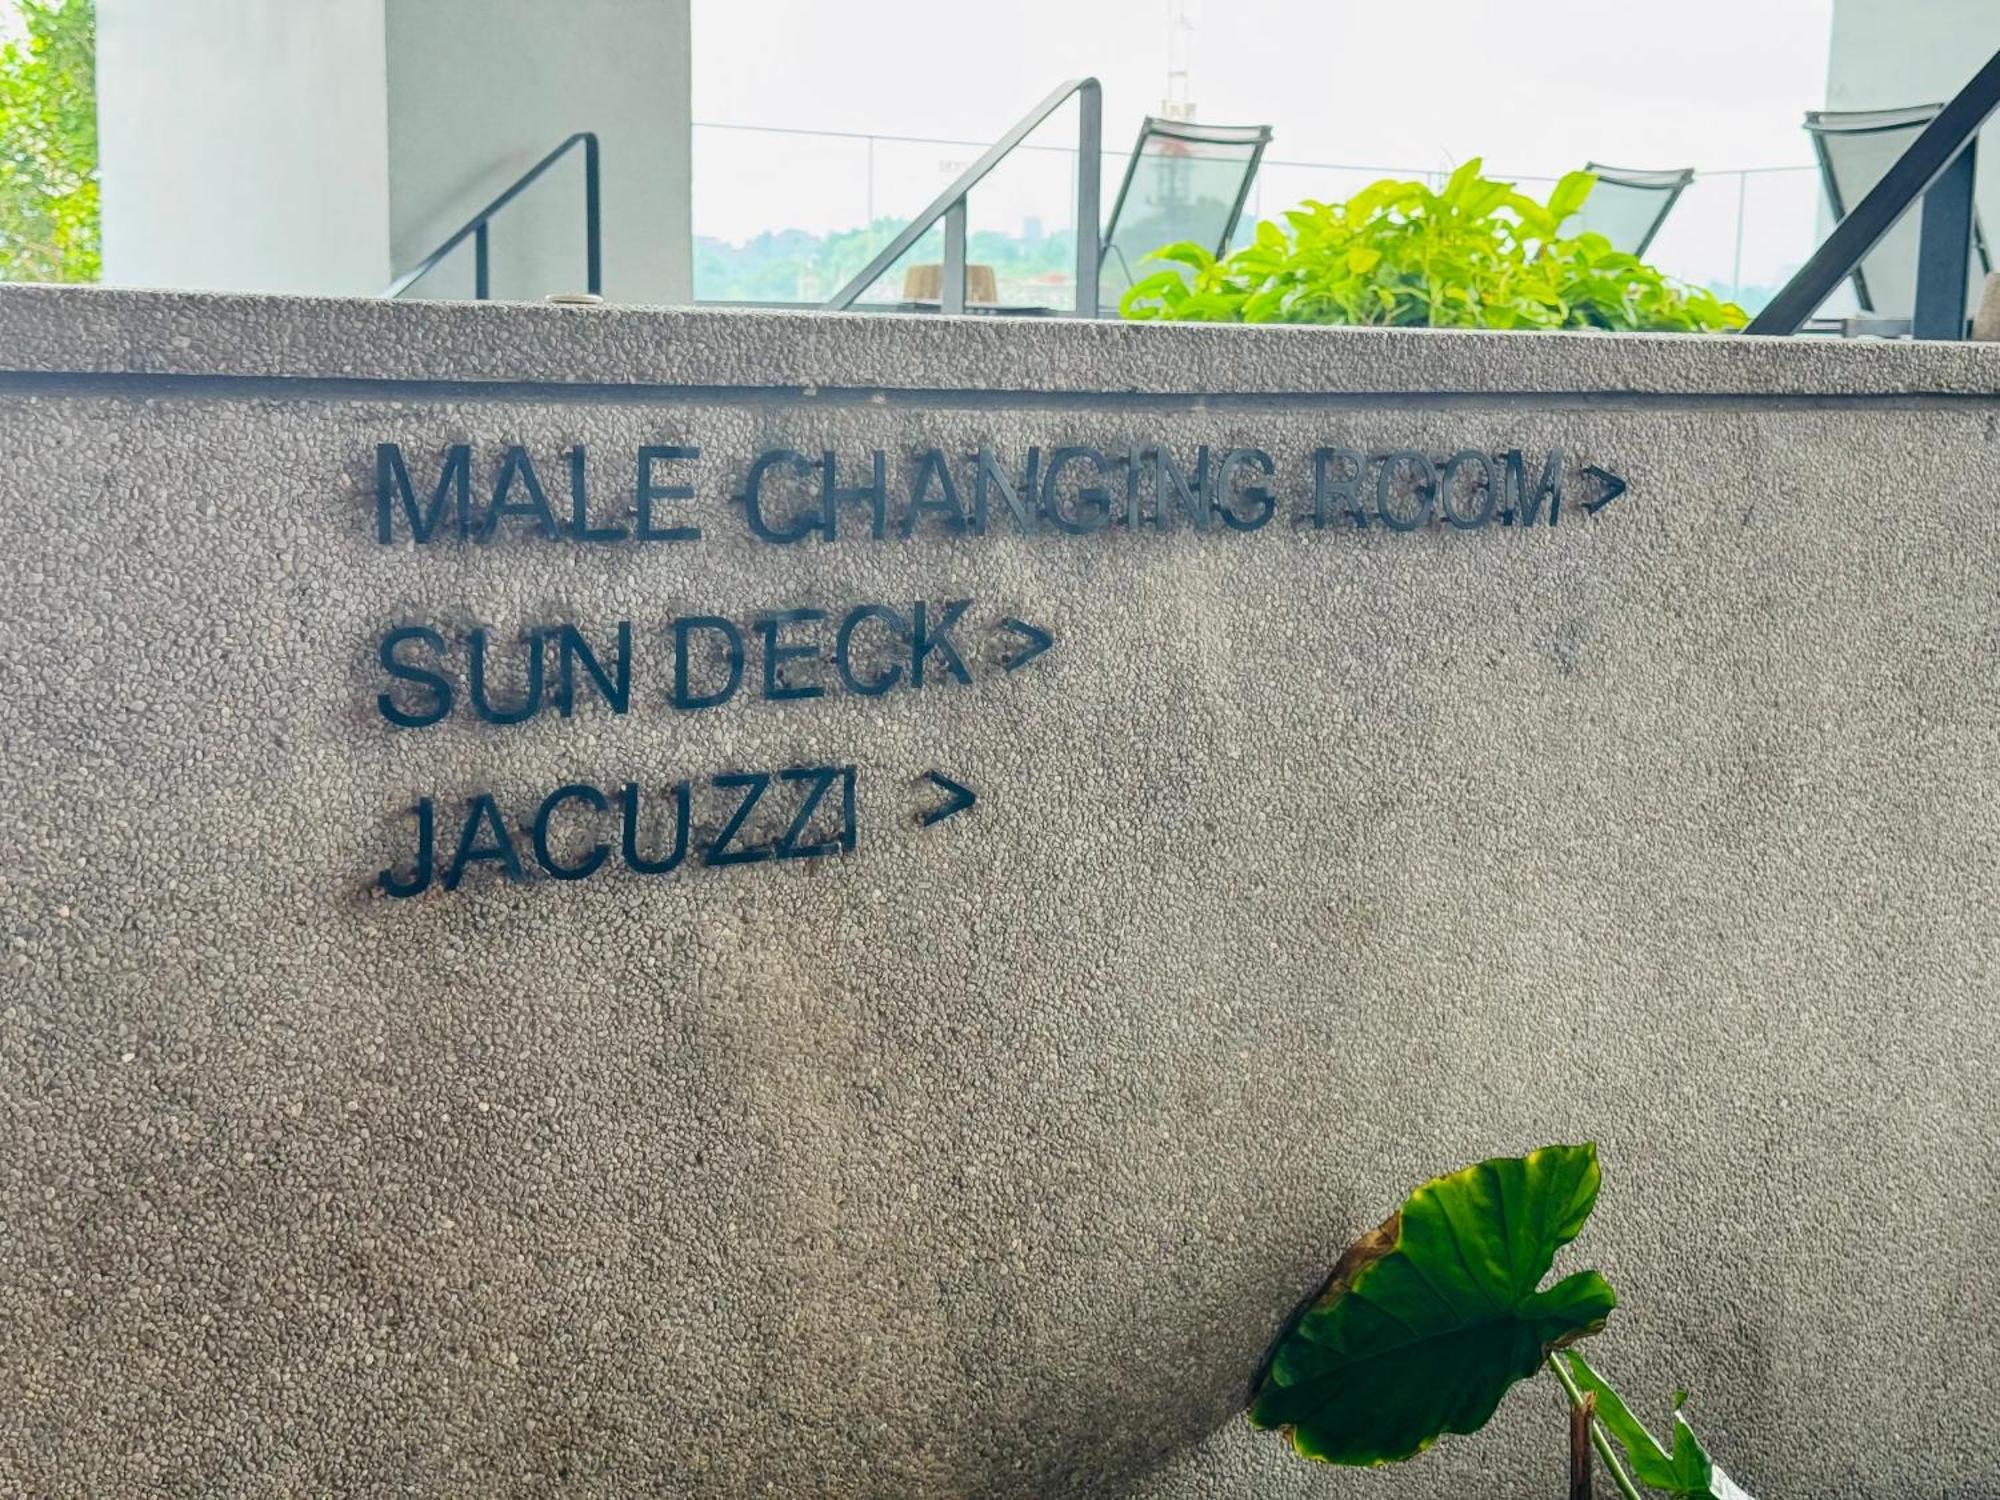 MALE CHANGING ROOM >
SUN DECK >
JACUZZI >